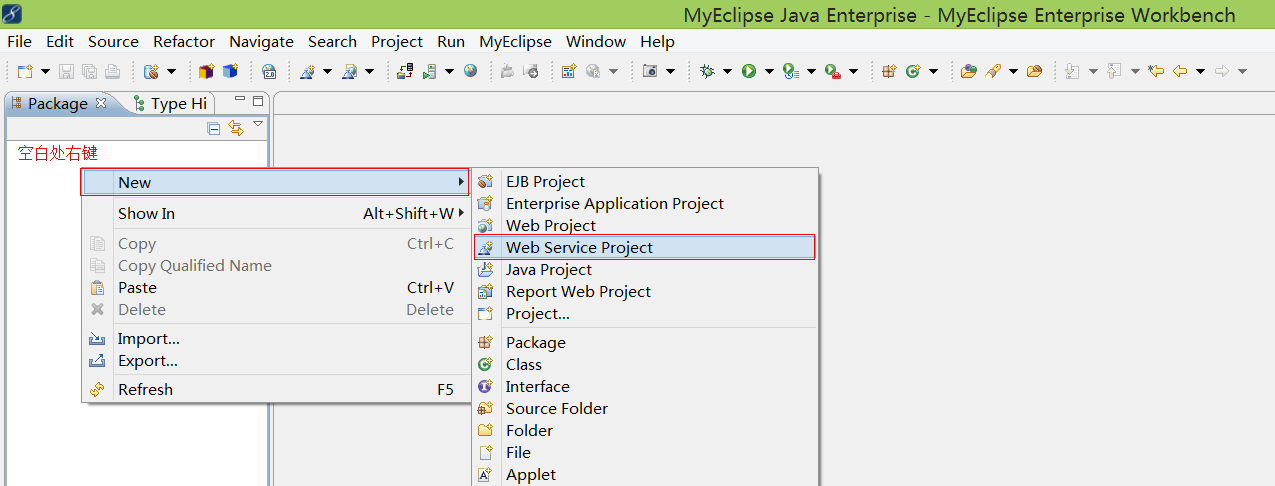 MyEclipse Java Enterprise - MyEclipse Enterprise Workbench
File Edit Source Refactor Navigate Search Project Run MyEclipse Window Help
Package Type Hi
空白处右键
New
Show In Alt+Shift+W
Copy Ctrl+C
Copy Qualified Name
Paste Ctrl+V
Delete Delete
Import...
Export...
Refresh F5
EJB Project
Enterprise Application Project
Web Project
Web Service Project
Java Project
Report Web Project
Project...
Package
Class
Interface
Source Folder
Folder
File
Applet